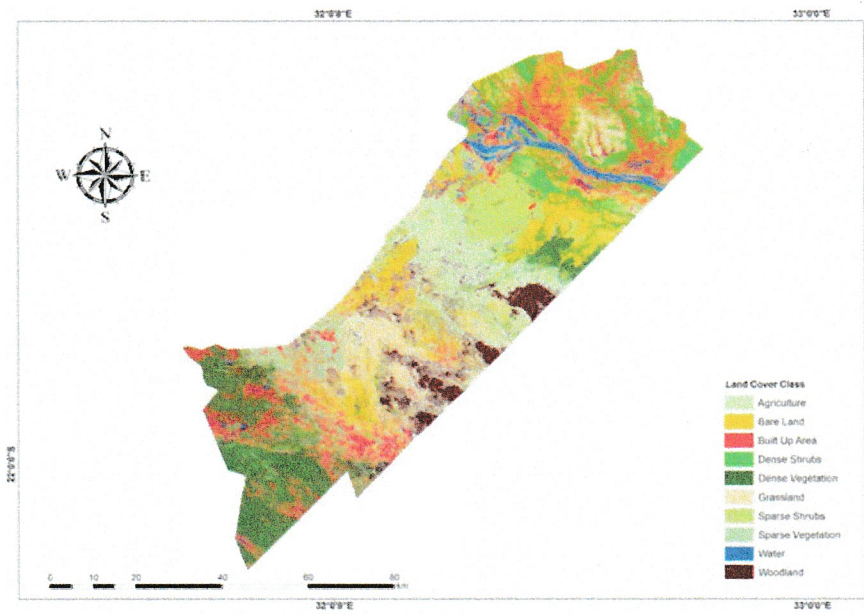 32°0'0"E
33°0'0"E
N
W
E
S
22°0'0"S
Land Cover Class
Agriculture
Bare Land
Built Up Area
Dense Shrubs
Dense Vegetation
Grassland
Sparse Shrubs
Sparse Vegetation
Water
Woodland
0 10 20 40 60 80
km
32°0'0"E
33°0'0"E